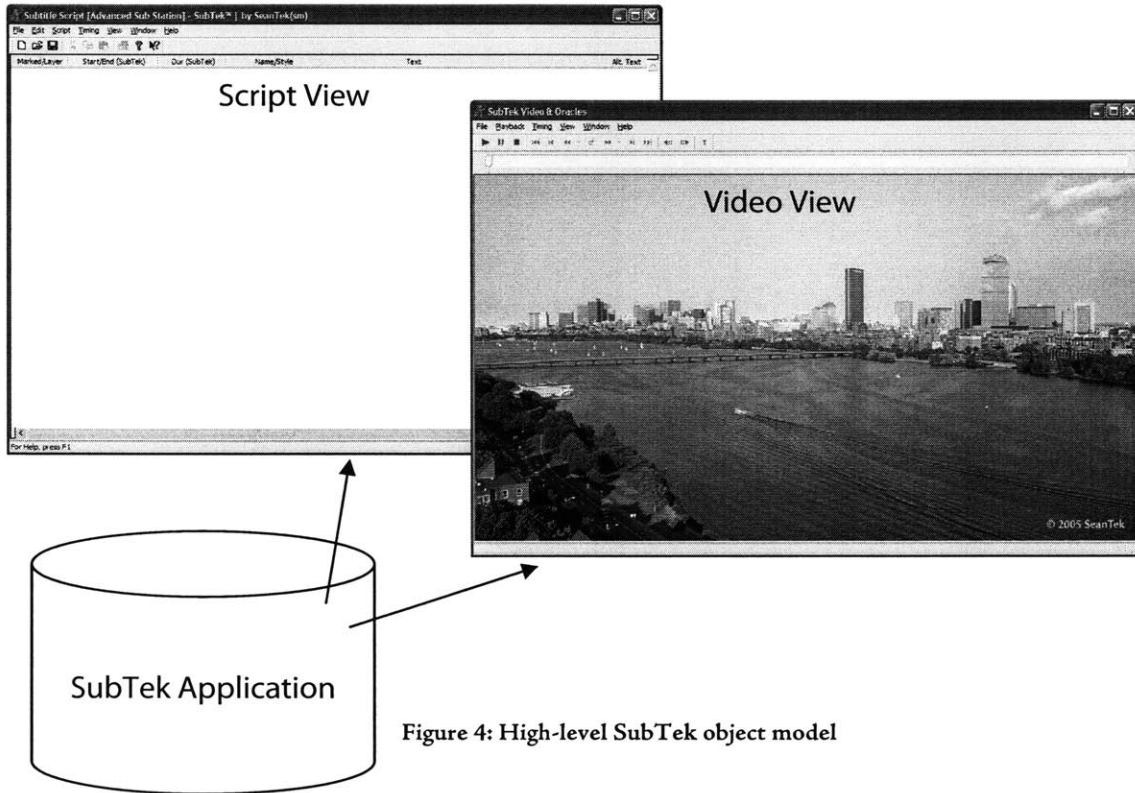 Subtitle Script [Advanced Sub Station] - SubTek™ | by SeanTek(sm)
File Edit Script Timing View Window Help
Marked/Layer Start/End (SubTek) Dur (SubTek) Name/Style Text Alt. Text
Script View
For Help, press F1
SubTek Video & Oracles
File Playback Timing View Window Help
Video View
© 2005 SeanTek
SubTek Application
Figure 4: High-level SubTek object model